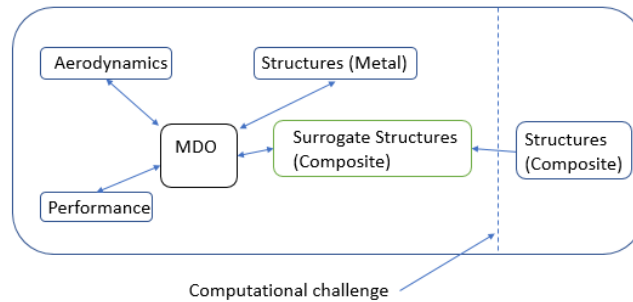 Aerodynamics
Structures (Metal)
MDO
Surrogate Structures
(Composite)
Structures
(Composite)
Performance
Computational challenge